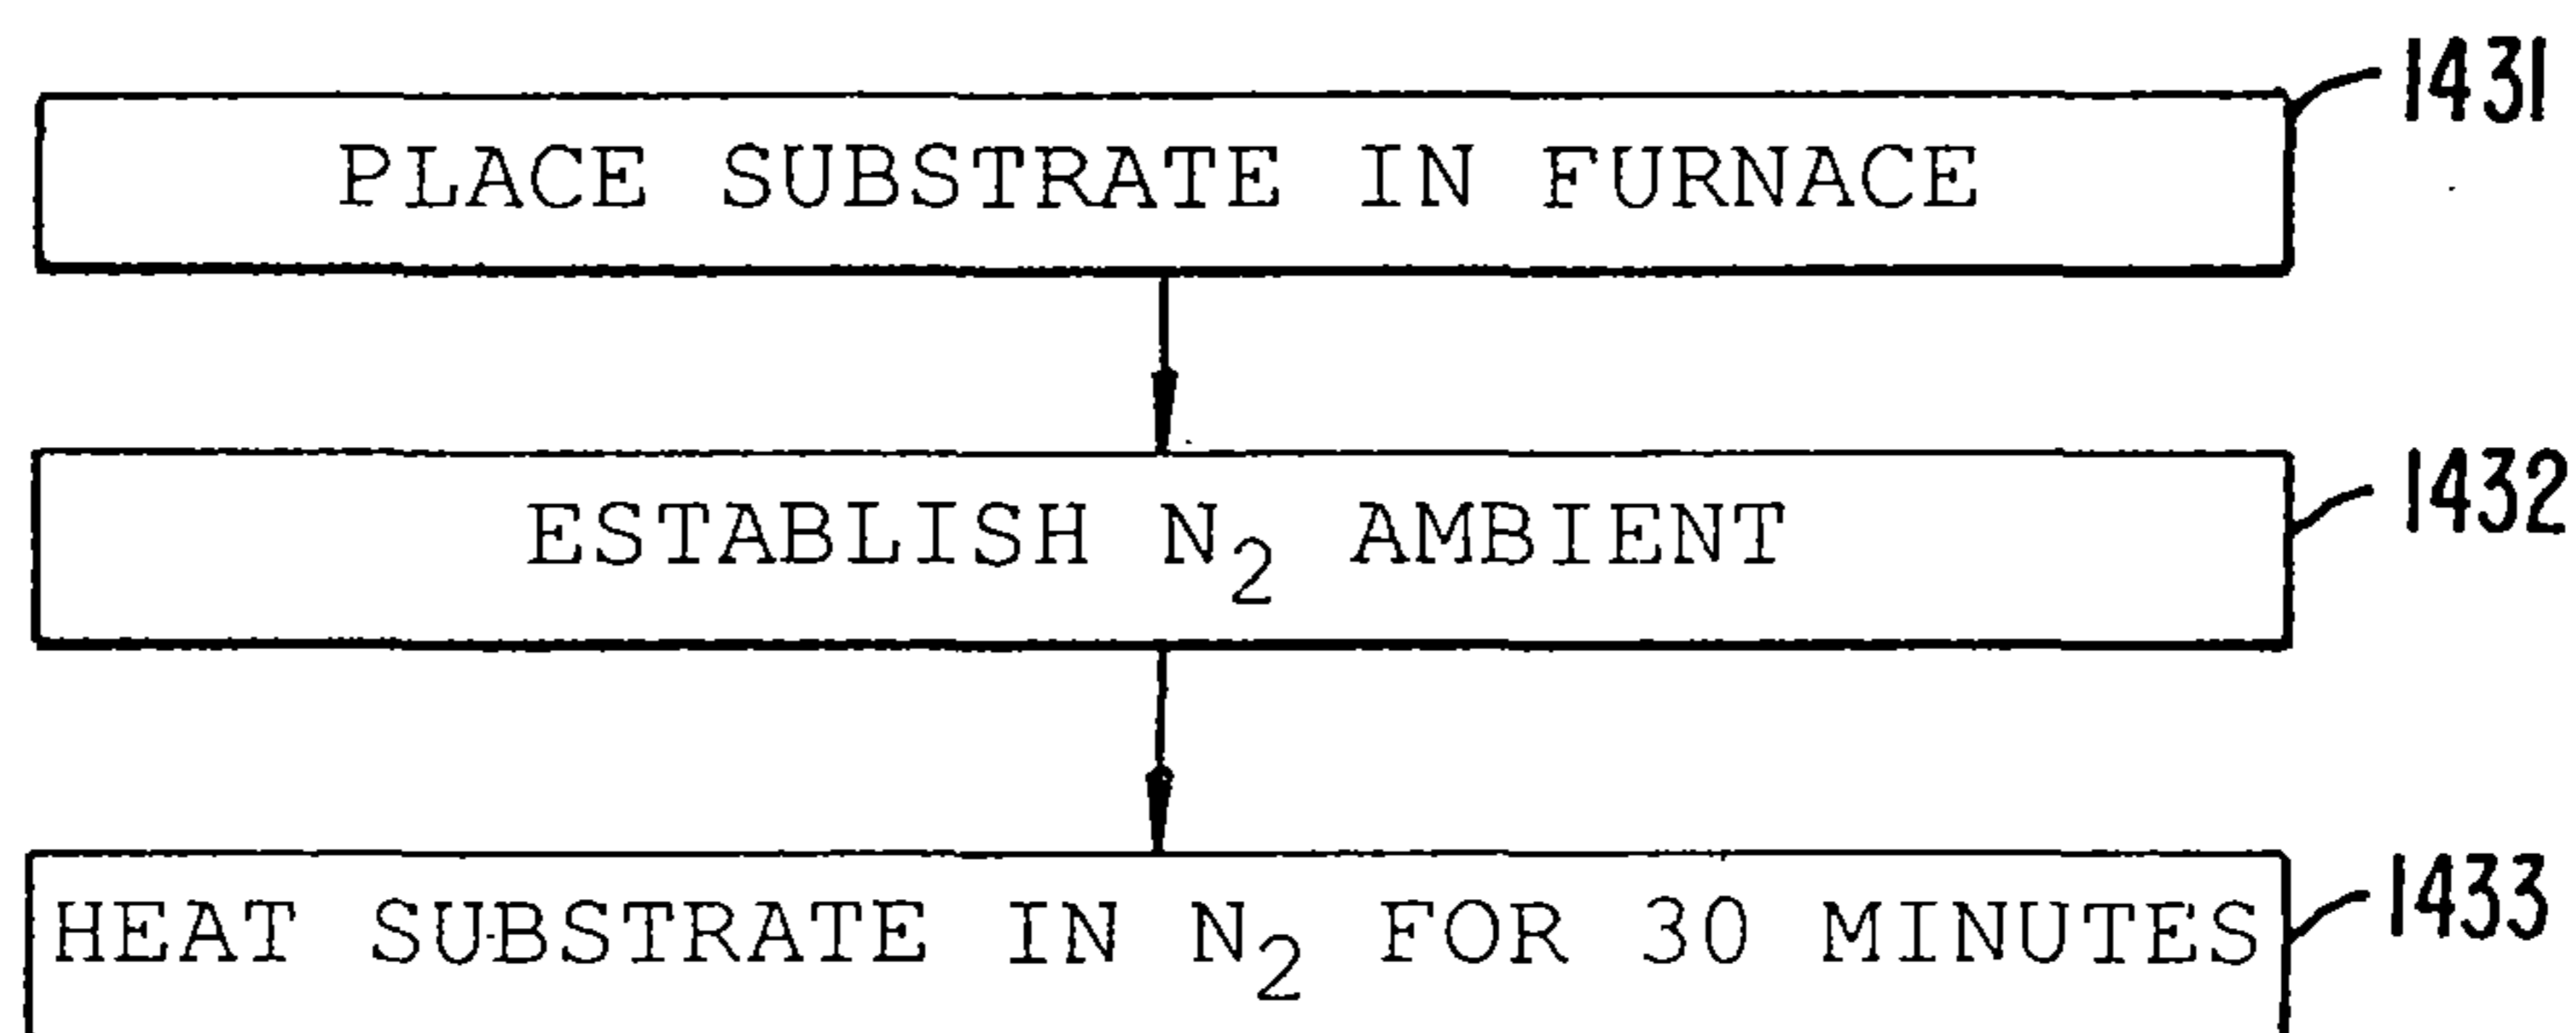 PLACE SUBSTRATE IN FURNACE 1431
ESTABLISH N₂ AMBIENT 1432
HEAT SUBSTRATE IN N₂ FOR 30 MINUTES 1433